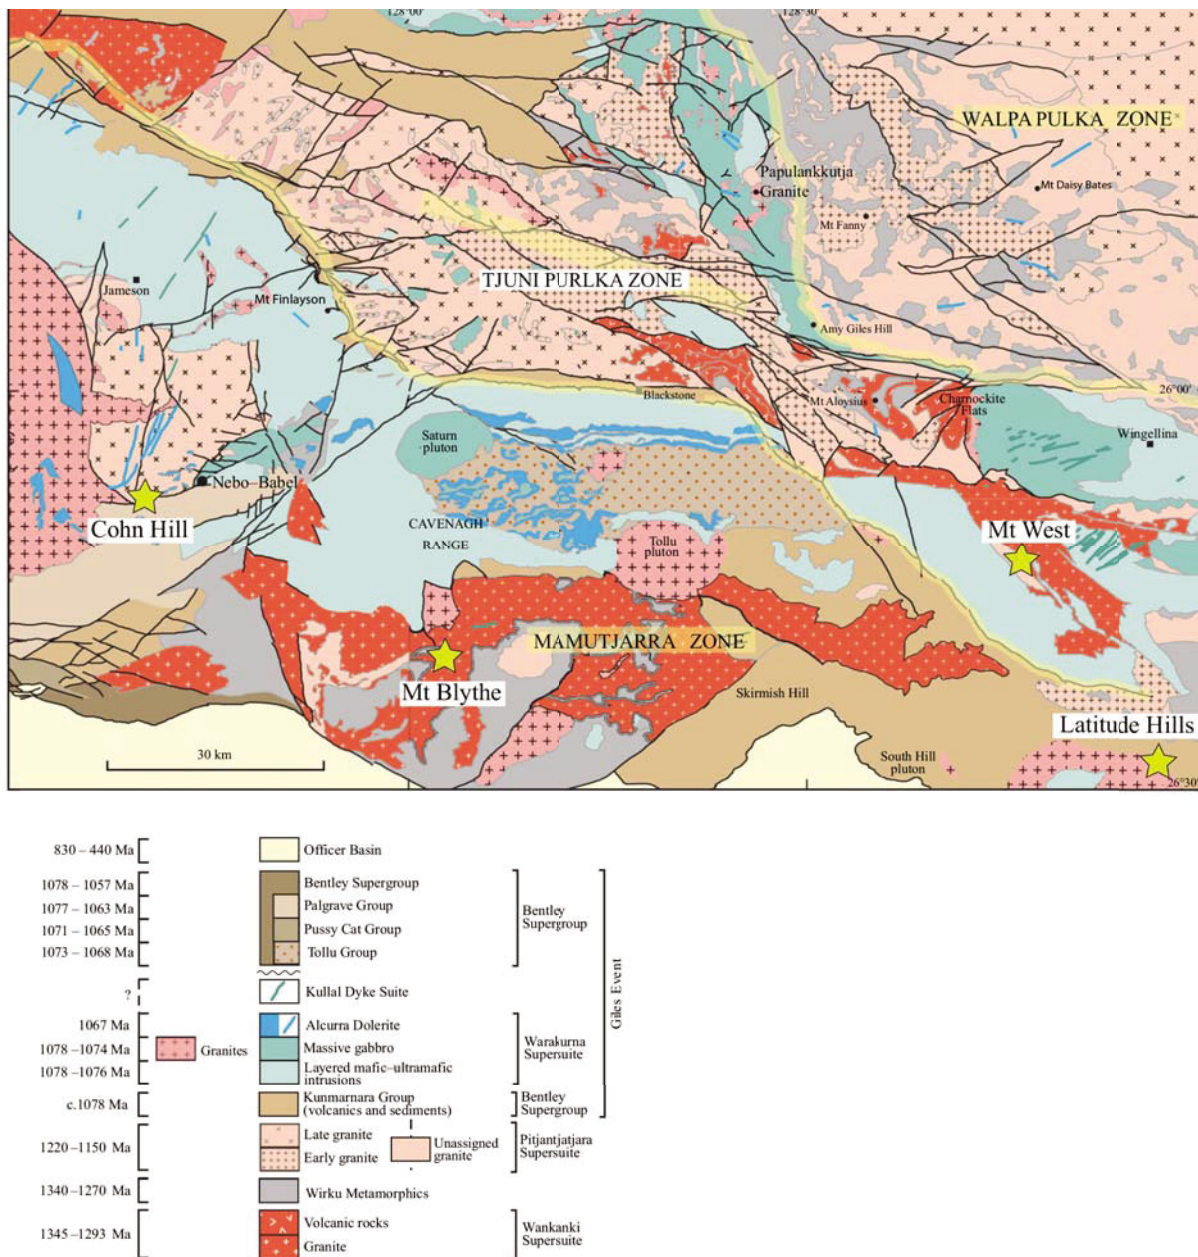 128°00'
128°30'
WALPA PULKA ZONE
Papulankkutja
Granite
Mt Daisy Bates
Mt Fanny
TJUNI PURLKA ZONE
Jameson
Mt Finlayson
Amy Giles Hill
26°00'
Blackstone
Mt Aloysius
Charnockite
Flats
Saturn
pluton
Wingellina
Nebo–Babel
Cohn Hill
CAVENAGH
RANGE
Tollu
pluton
Mt West
MAMUTJARRA ZONE
Mt Blythe
Skirmish Hill
Latitude Hills
South Hill
pluton
30 km
26°30'
830 – 440 Ma
Officer Basin
1078 – 1057 Ma
Bentley Supergroup
1077 – 1063 Ma
Palgrave Group
1071 – 1065 Ma
Pussy Cat Group
1073 – 1068 Ma
Tollu Group
Bentley
Supergroup
?
Kullal Dyke Suite
Giles Event
1067 Ma
Alcurra Dolerite
1078 –1074 Ma
Granites
Massive gabbro
1078 –1076 Ma
Layered mafic–ultramafic
intrusions
Warakurna
Supersuite
c.1078 Ma
Kunmarnara Group
(volcanics and sediments)
Bentley
Supergroup
1220 –1150 Ma
Late granite
Early granite
Unassigned
granite
Pitjantjatjara
Supersuite
1340 –1270 Ma
Wirku Metamorphics
1345 –1293 Ma
Volcanic rocks
Granite
Wankanki
Supersuite